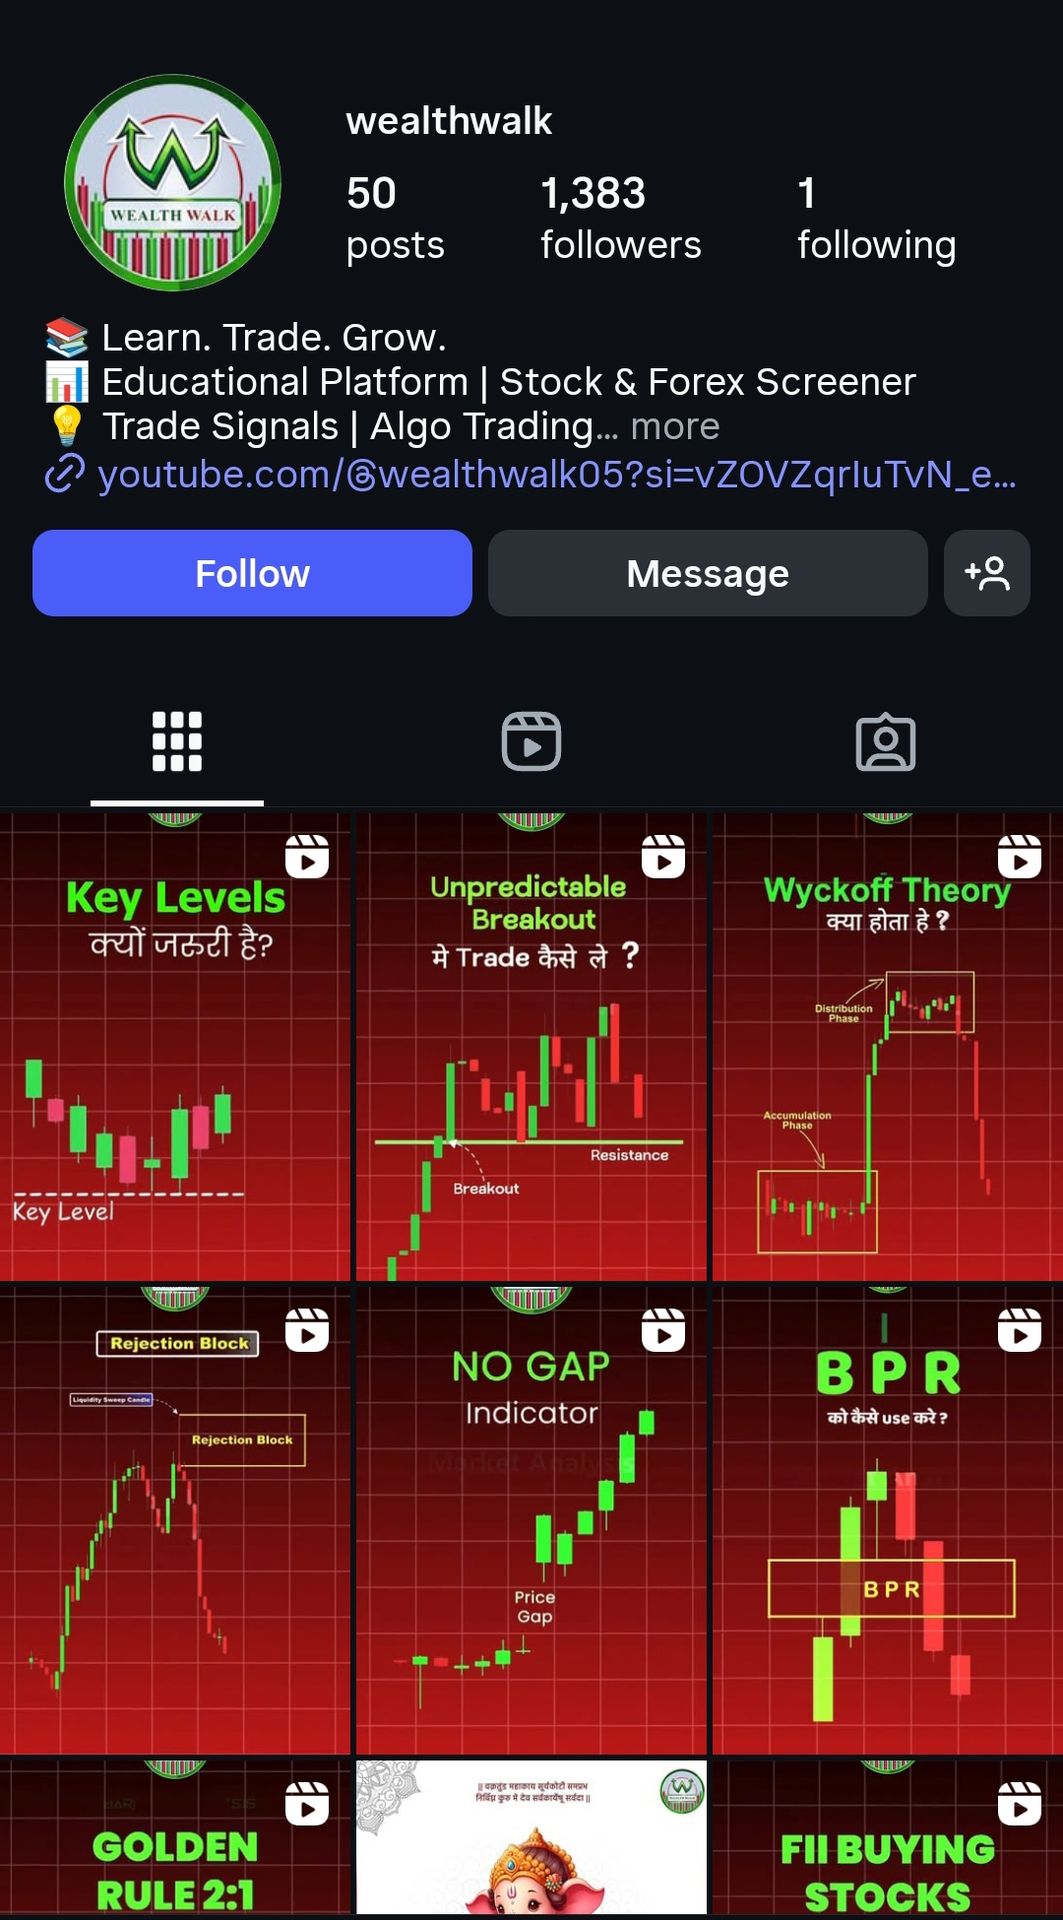 WEALTH WALK
wealthwalk
50
posts
1,383
followers
1
following
📚 Learn. Trade. Grow.
📊 Educational Platform | Stock & Forex Screener
💡 Trade Signals | Algo Trading... more
youtube.com/@wealthwalk05?si=vZOVZqrIuTvN_e...
Follow
Message
Key Levels
क्यों जरुरी है?
Key Level
Unpredictable
Breakout
मे Trade कैसे ले ?
Resistance
Breakout
Wyckoff Theory
क्या होता हे ?
Distribution
Phase
Accumulation
Phase
Rejection Block
Liquidity Sweep Candle
Rejection Block
NO GAP
Indicator
Market Analysis
Price
Gap
BPR
को कैसे use करे ?
BPR
GOLDEN
RULE 2:1
|| वक्रतुंड महाकाय सूर्यकोटी समप्रभ
निर्विघ्नं कुरु मे देव सर्वकार्येषु सर्वदा ||
WEALTH WALK
FII BUYING
STOCKS